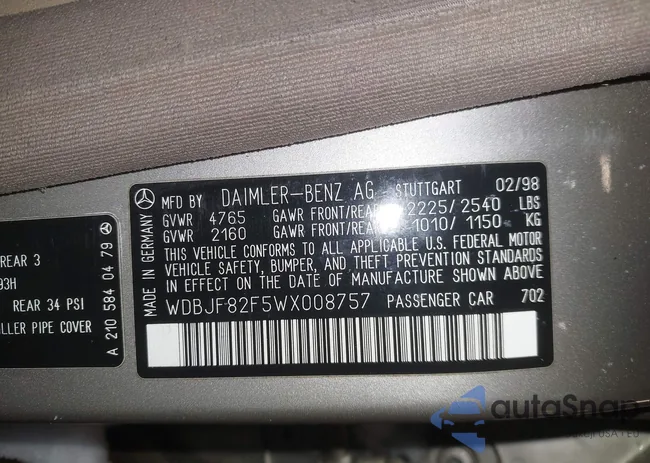 REAR 3
93H
REAR 34 PSI
LLER PIPE COVER
A 210 584 04 79
MADE IN GERMANY
MFD BY DAIMLER-BENZ AG STUTTGART 02/98
GVWR 4765 GAWR FRONT/REAR 2225/2540 LBS
GVWR 2160 GAWR FRONT/REAR 1010/1150 KG
THIS VEHICLE CONFORMS TO ALL APPLICABLE U.S. FEDERAL MOTOR
VEHICLE SAFETY, BUMPER, AND THEFT PREVENTION STANDARDS
IN EFFECT ON THE DATE OF MANUFACTURE SHOWN ABOVE.
WDBJF82F5WX008757 PASSENGER CAR 702
autoSnap